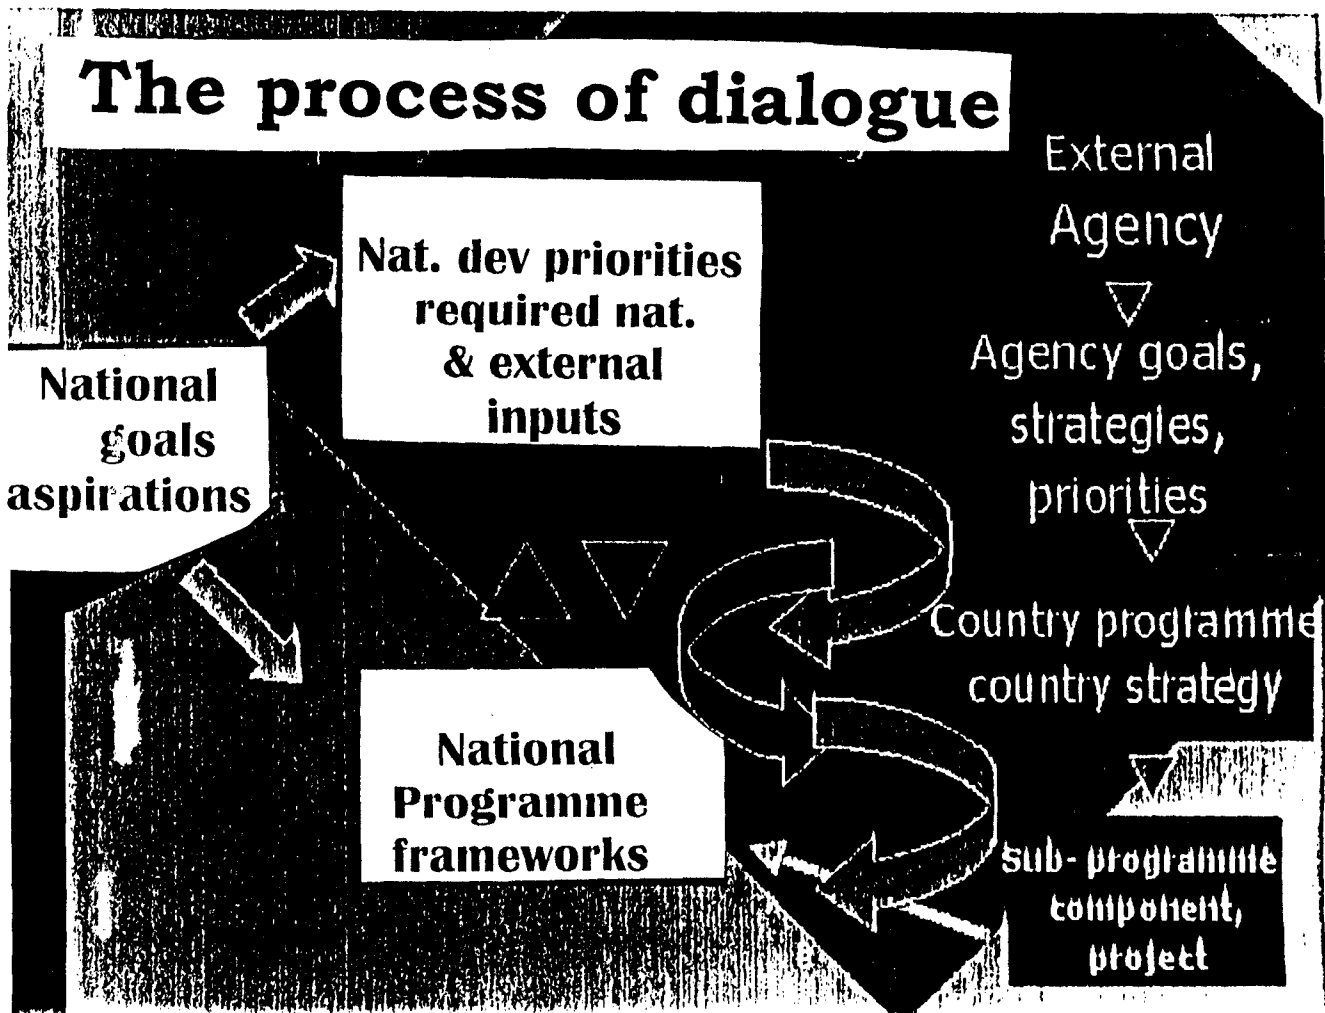 The process of dialogue
External
Agency
Nat. dev priorities
required nat.
& external
inputs
National
goals
aspirations
Agency goals,
strategies,
priorities
Country programme
country strategy
National
Programme
frameworks
Sub- programme
component,
project